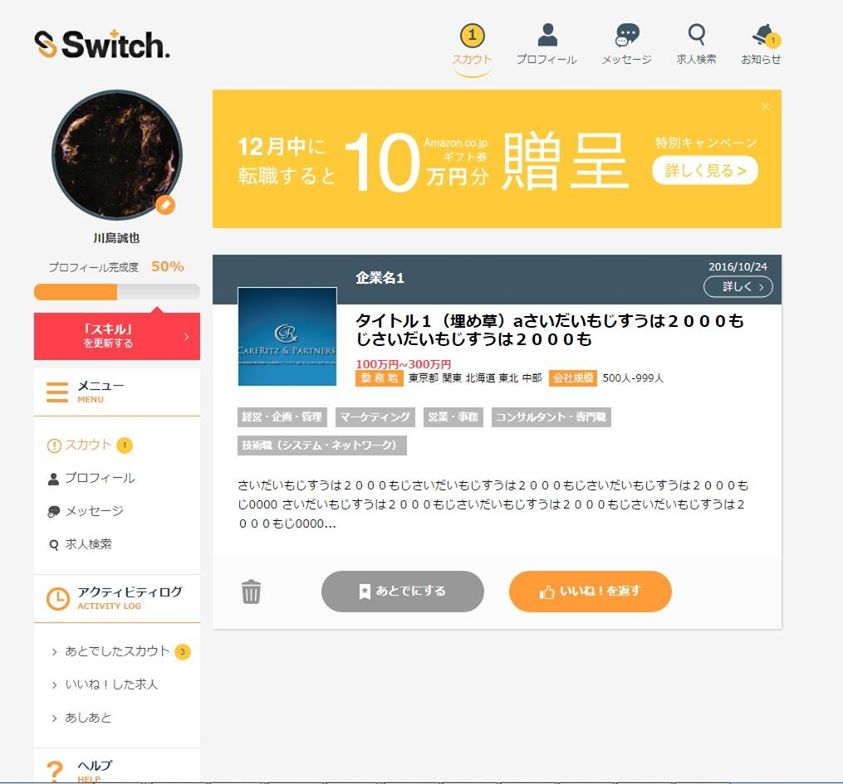 Switch.
1
スカウト
プロフィール
メッセージ
求人検索
1
お知らせ
12月中に
転職すると
10
Amazon.co.jp
ギフト券
万円分
贈呈
特別キャンペーン
詳しく見る >
川島誠也
プロフィール完成度 50%
「スキル」
を更新する
メニュー
MENU
スカウト 1
プロフィール
メッセージ
求人検索
アクティビティログ
ACTIVITY LOG
あとでしたスカウト 3
いいね!した求人
あしあと
ヘルプ
HELP
企業名1
2016/10/24
詳しく
CR
CARERITZ & PARTNERS
タイトル1（埋め草）aさいだいもじすうは２０００も
じさいだいもじすうは２０００も
100万円~300万円
勤務地 東京都 関東 北海道 東北 中部 会社規模 500人-999人
経営・企画・管理 マーケティング 営業・事務 コンサルタント・専門職
技術職（システム・ネットワーク）
さいだいもじすうは２０００もじさいだいもじすうは２０００もじさいだいもじすうは２０００も
じ0000 さいだいもじすうは２０００もじさいだいもじすうは２０００もじさいだいもじすうは２
０００もじ0000...
あとでにする
いいね！を返す